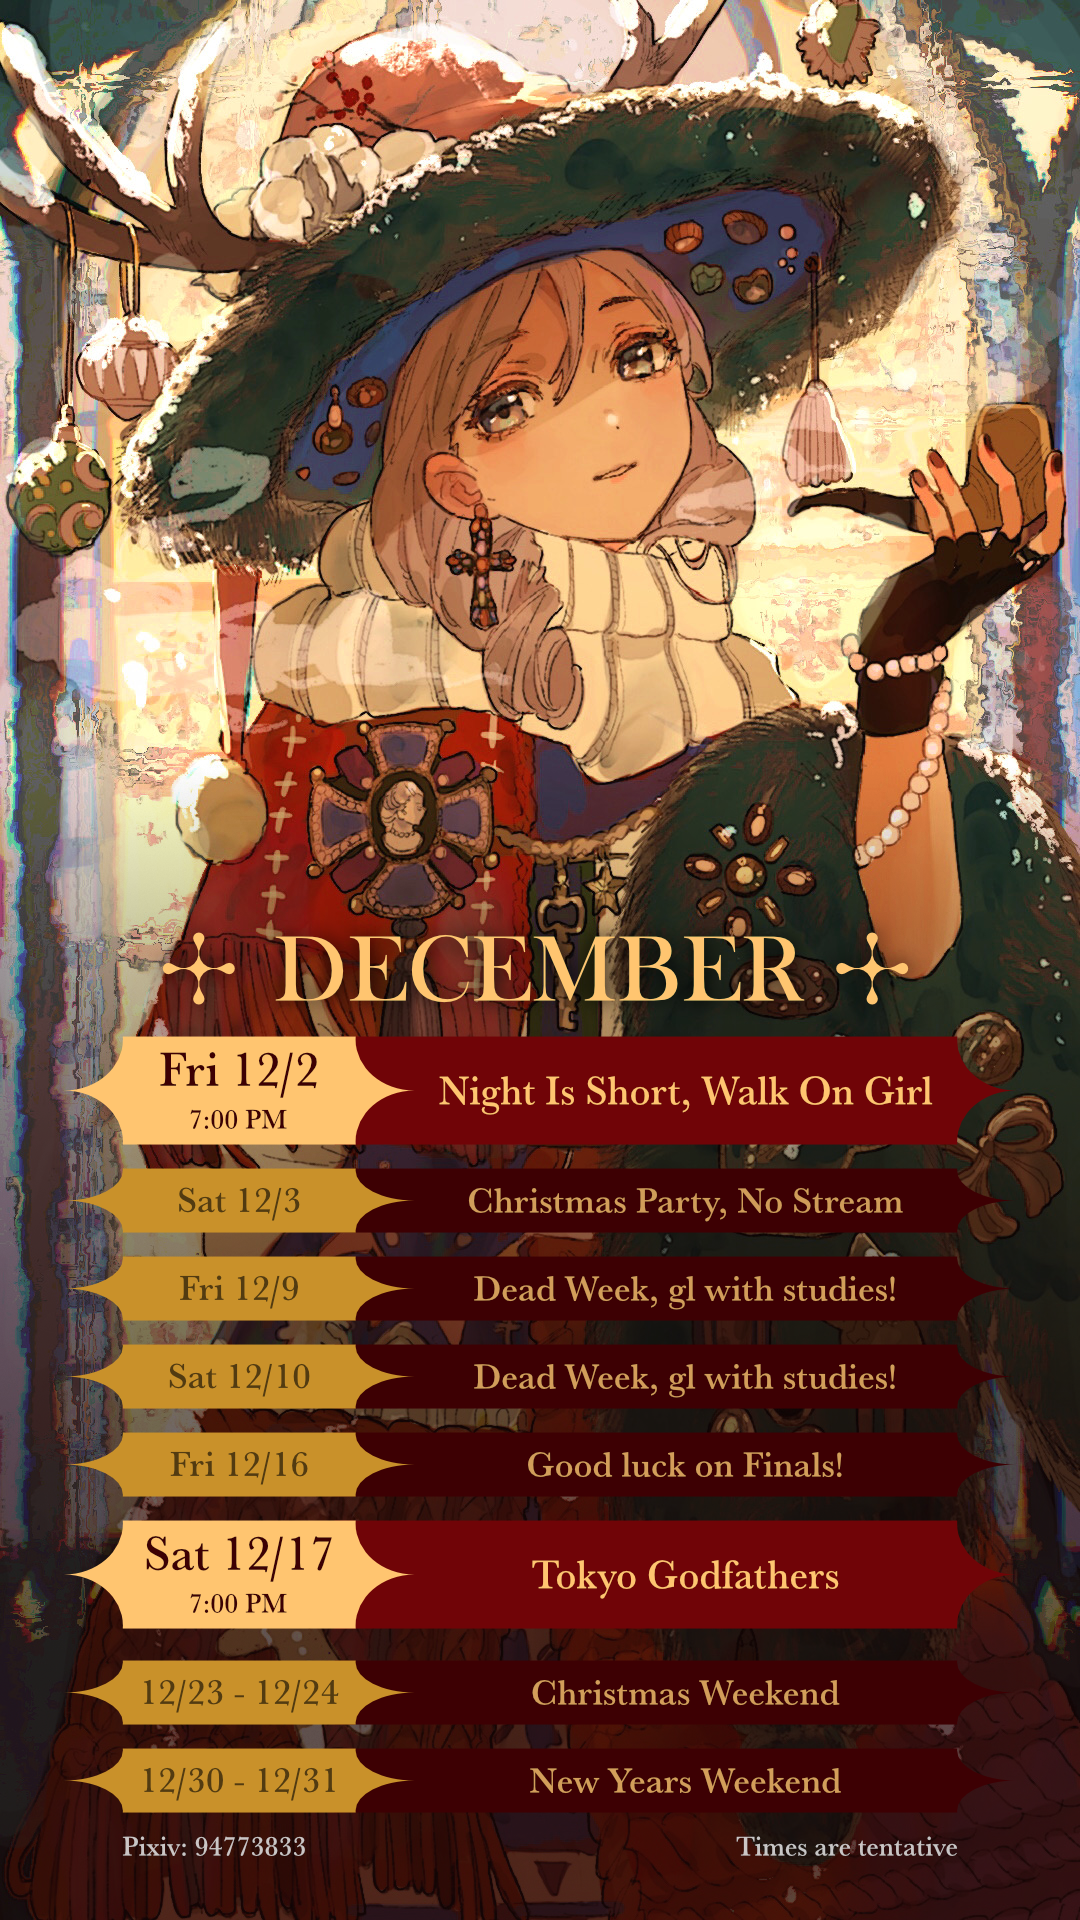 DECEMBER
Fri 12/2
7:00 PM
Night Is Short, Walk On Girl
Sat 12/3
Christmas Party, No Stream
Fri 12/9
Dead Week, gl with studies!
Sat 12/10
Dead Week, gl with studies!
Fri 12/16
Good luck on Finals!
Sat 12/17
7:00 PM
Tokyo Godfathers
12/23 - 12/24
Christmas Weekend
12/30 - 12/31
New Years Weekend
Pixiv: 94773833
Times are tentative